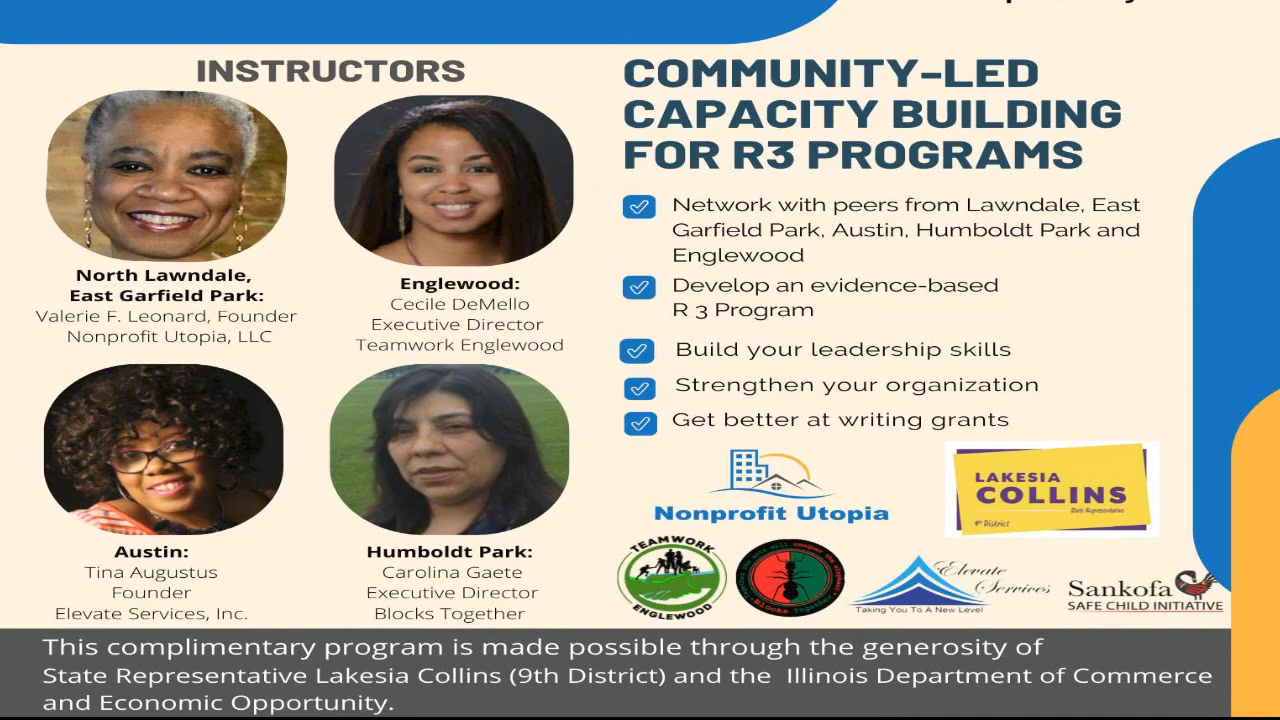 INSTRUCTORS
North Lawndale,
East Garfield Park:
Valerie F. Leonard, Founder
Nonprofit Utopia, LLC
Englewood:
Cecile DeMello
Executive Director
Teamwork Englewood
Austin:
Tina Augustus
Founder
Elevate Services, Inc.
Humboldt Park:
Carolina Gaete
Executive Director
Blocks Together
COMMUNITY-LED
CAPACITY BUILDING
FOR R3 PROGRAMS
Network with peers from Lawndale, East
Garfield Park, Austin, Humboldt Park and
Englewood
Develop an evidence-based
R 3 Program
Build your leadership skills
Strengthen your organization
Get better at writing grants
Nonprofit Utopia
LAKESIA
COLLINS
State Representative
9th District
TEAMWORK
ENGLEWOOD
Blocks Together
Elevate
Services
Taking You To A New Level
Sankofa
SAFE CHILD INITIATIVE
This complimentary program is made possible through the generosity of
State Representative Lakesia Collins (9th District) and the Illinois Department of Commerce
and Economic Opportunity.